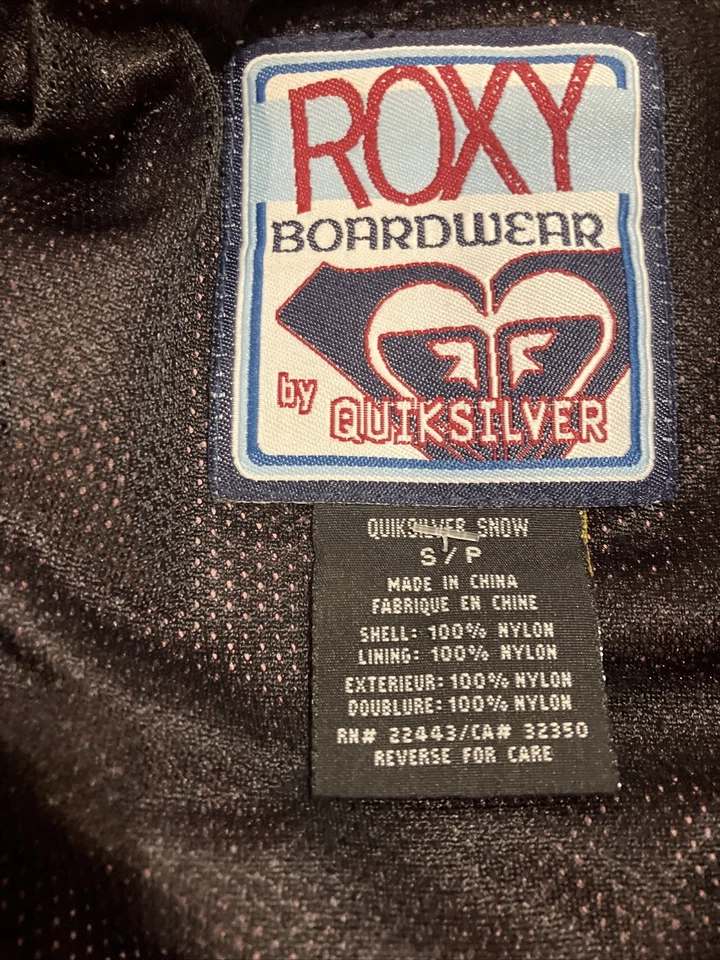 ROXY
BOARDWEAR
by QUIKSILVER
QUIKSILVER SNOW
S/P
MADE IN CHINA
FABRIQUE EN CHINE
SHELL: 100% NYLON
LINING: 100% NYLON
EXTERIEUR: 100% NYLON
DOUBLURE: 100% NYLON
RN# 22443/CA# 32350
REVERSE FOR CARE